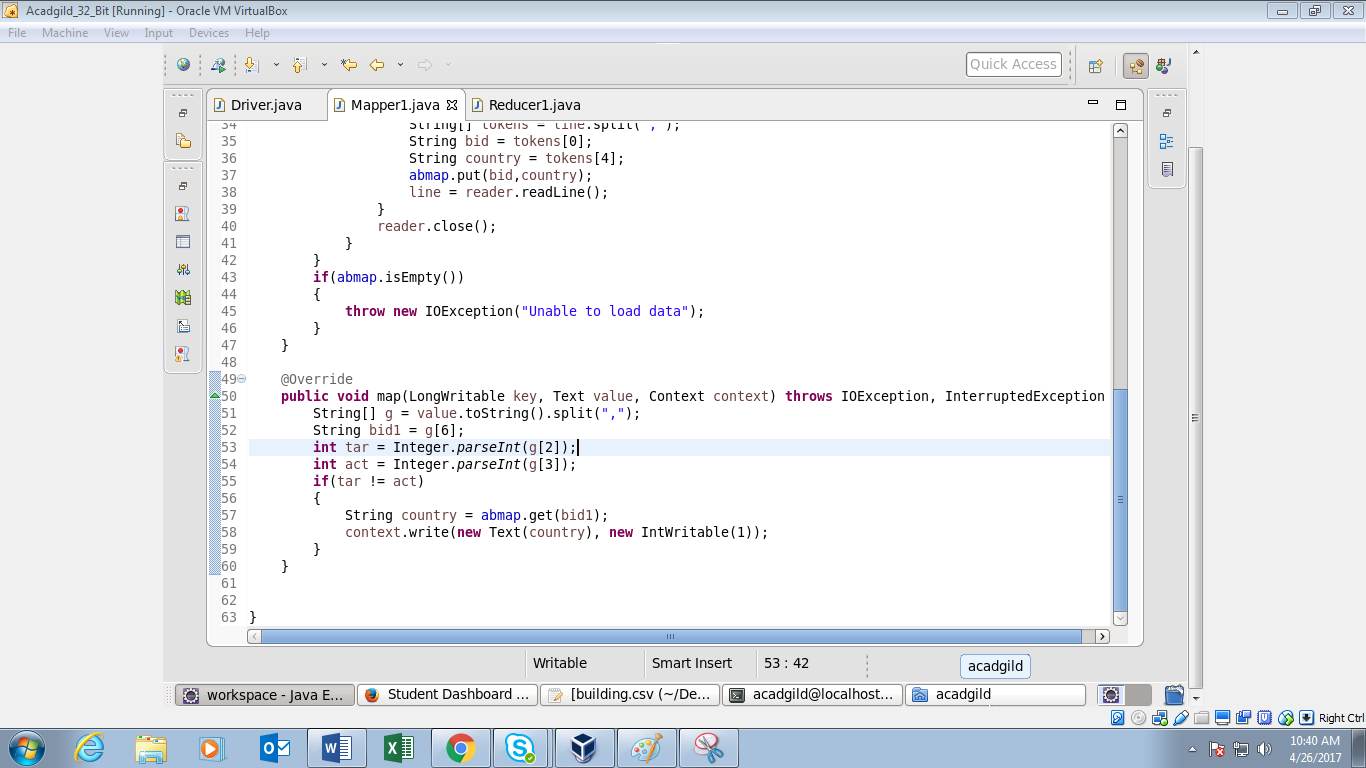 Acadgild_32_Bit [Running] - Oracle VM VirtualBox
File Machine View Input Devices Help
Quick Access
Driver.java Mapper1.java Reducer1.java
34 String[] tokens = line.split(",");
35 String bid = tokens[0];
36 String country = tokens[4];
37 abmap.put(bid,country);
38 line = reader.readLine();
39 }
40 reader.close();
41 }
42 }
43 if(abmap.isEmpty())
44 {
45 throw new IOException("Unable to load data");
46 }
47 }
48
49 @Override
50 public void map(LongWritable key, Text value, Context context) throws IOException, InterruptedException
51 String[] g = value.toString().split(",");
52 String bid1 = g[6];
53 int tar = Integer.parseInt(g[2]);
54 int act = Integer.parseInt(g[3]);
55 if(tar != act)
56 {
57 String country = abmap.get(bid1);
58 context.write(new Text(country), new IntWritable(1));
59 }
60 }
61
62
63 }
Writable Smart Insert 53 : 42 acadgild
workspace - Java E... Student Dashboard ... [building.csv (~/De... acadgild@localhost... acadgild
Right Ctrl
10:40 AM
4/26/2017